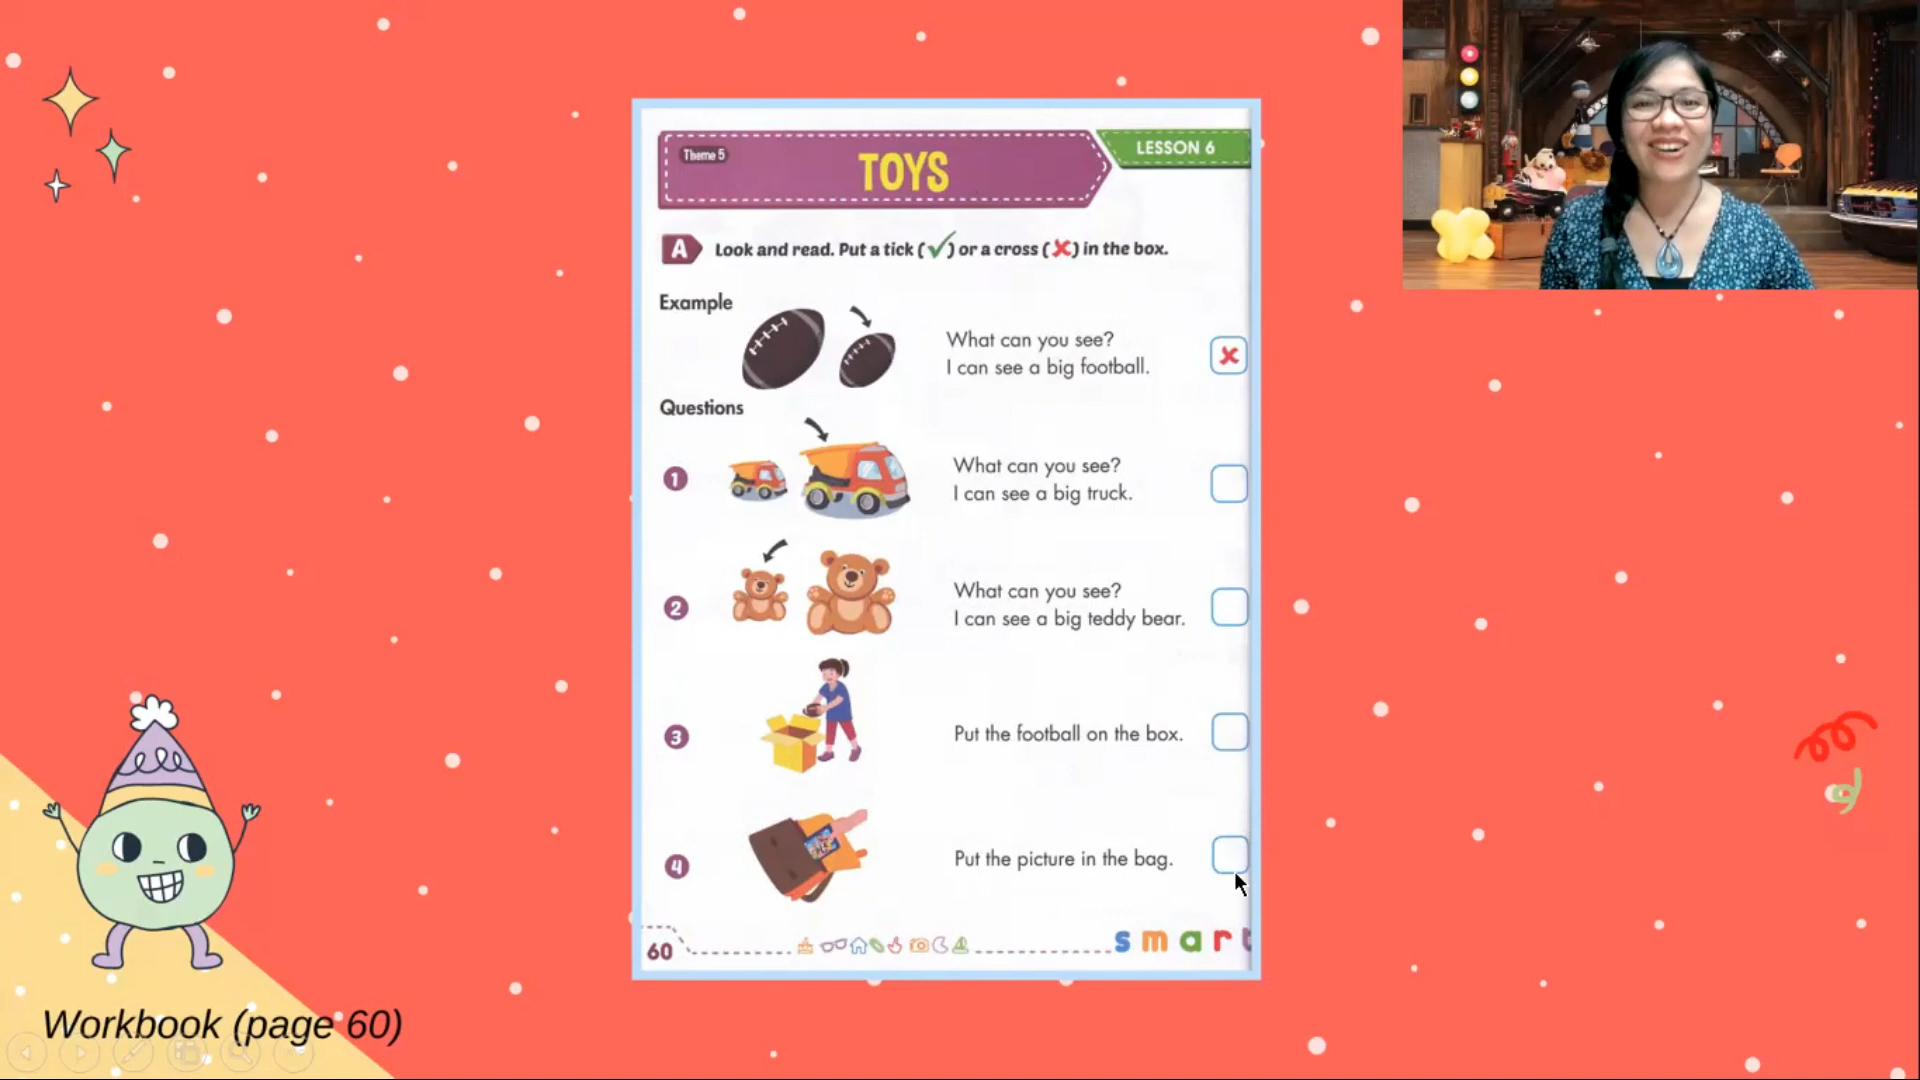 Theme 5
TOYS
LESSON 6
A Look and read. Put a tick (✓) or a cross (✗) in the box.
Example
What can you see?
I can see a big football.
Questions
1
What can you see?
I can see a big truck.
2
What can you see?
I can see a big teddy bear.
3
Put the football on the box.
4
Put the picture in the bag.
60
smart
Workbook (page 60)